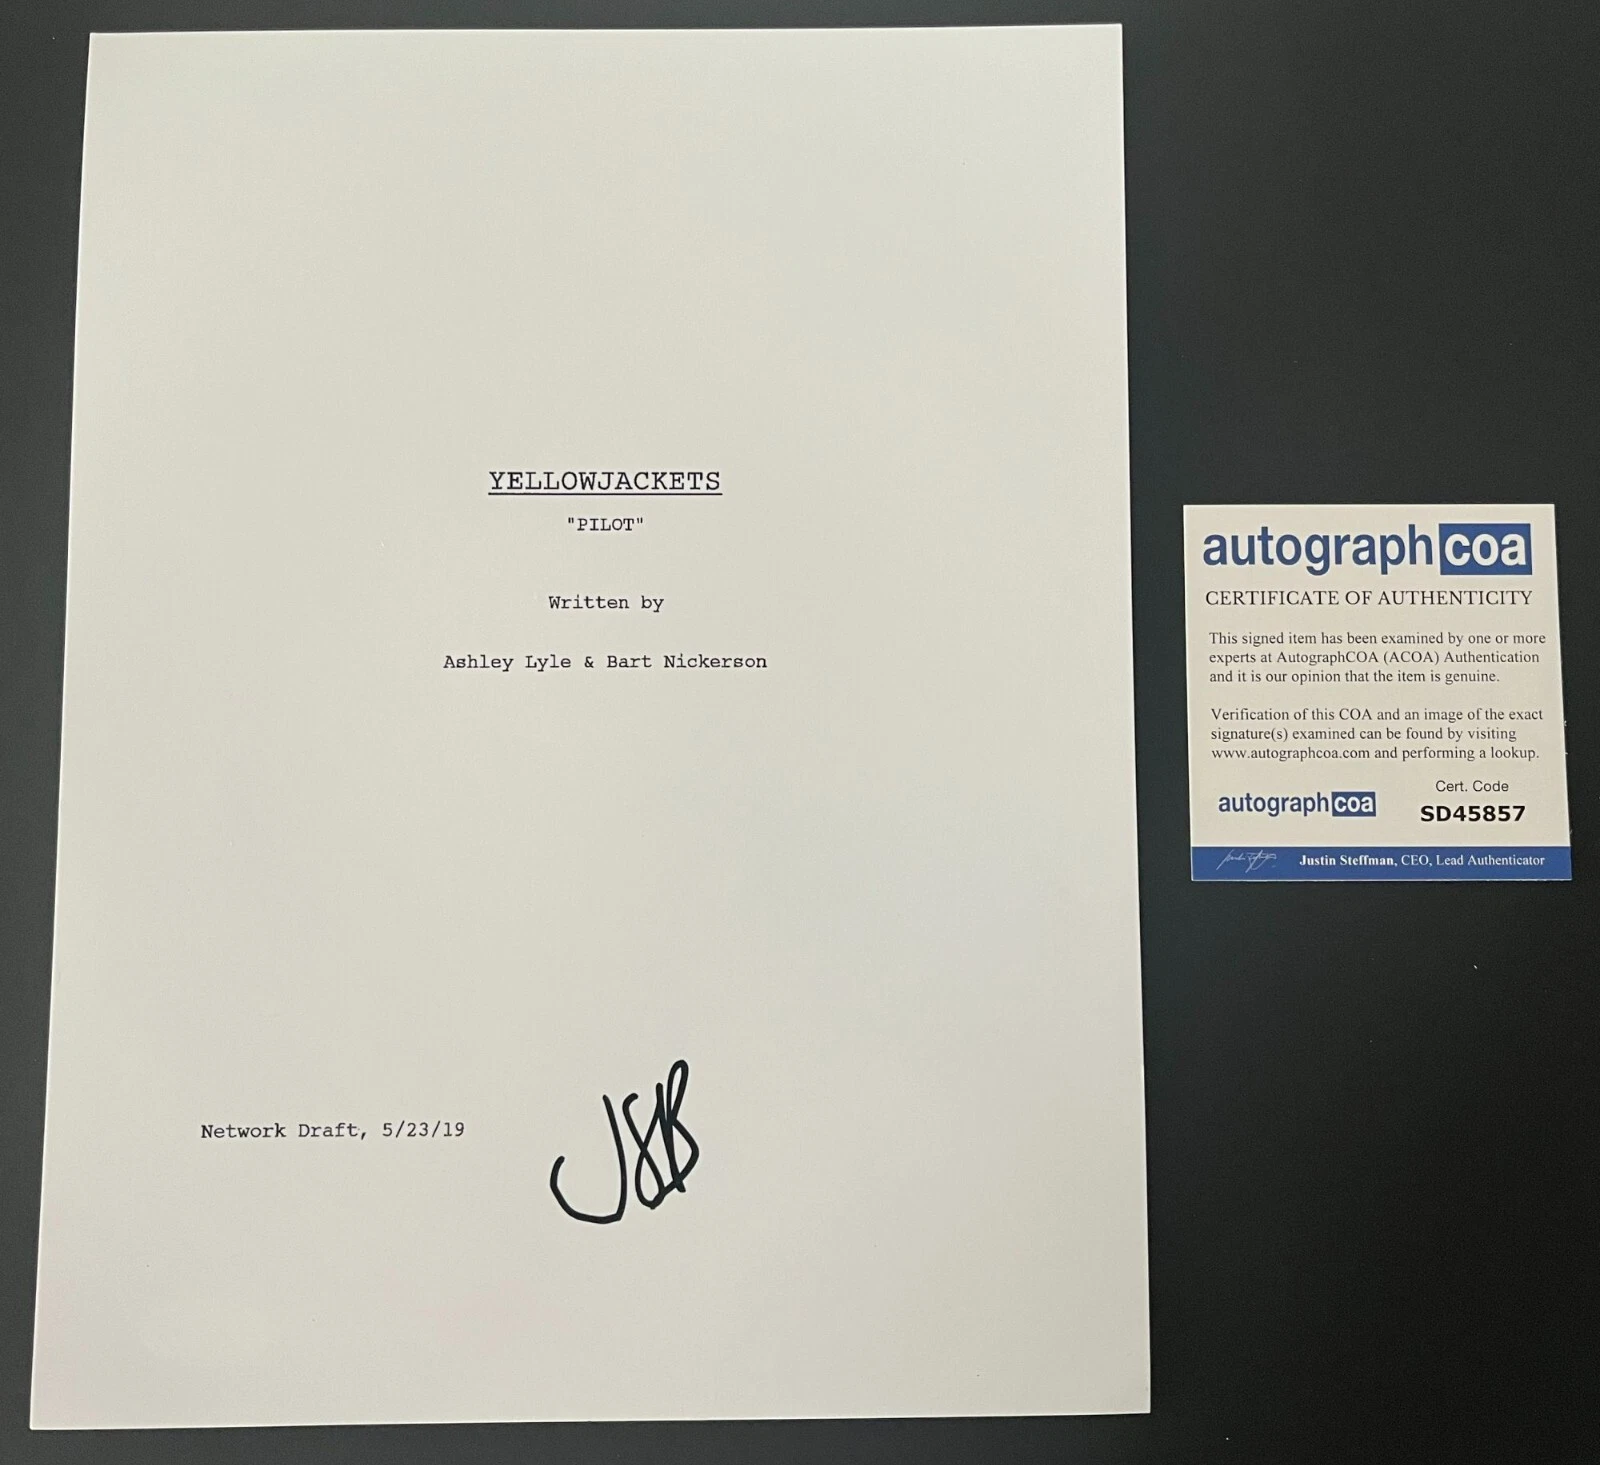 YELLOWJACKETS
"PILOT"
Written by
Ashley Lyle & Bart Nickerson
Network Draft, 5/23/19
autographcoa
CERTIFICATE OF AUTHENTICITY
This signed item has been examined by one or more
experts at AutographCOA (ACOA) Authentication
and it is our opinion that the item is genuine.
Verification of this COA and an image of the exact
signature(s) examined can be found by visiting
www.autographcoa.com and performing a lookup.
autographcoa
Cert. Code
SD45857
Justin Steffman, CEO, Lead Authenticator